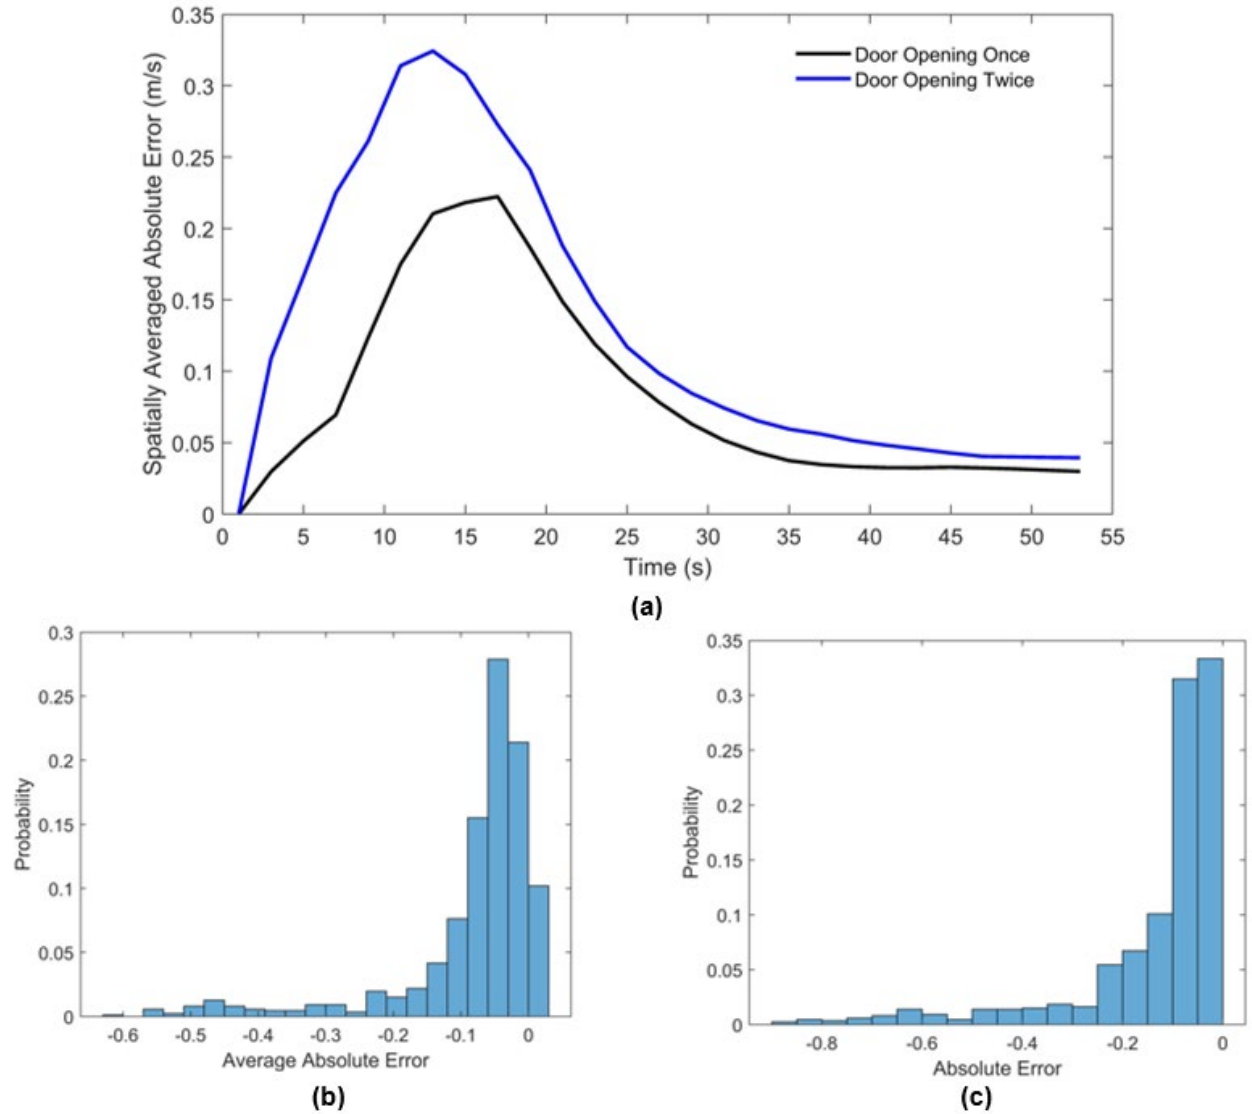 Spatially Averaged Absolute Error (m/s)
0.35
0.3
0.25
0.2
0.15
0.1
0.05
0
Door Opening Once
Door Opening Twice
0 5 10 15 20 25 30 35 40 45 50 55
Time (s)
(a)
Probability
0.3
0.25
0.2
0.15
0.1
0.05
0
-0.6 -0.5 -0.4 -0.3 -0.2 -0.1 0
Average Absolute Error
(b)
Probability
0.35
0.3
0.25
0.2
0.15
0.1
0.05
0
-0.8 -0.6 -0.4 -0.2 0
Absolute Error
(c)